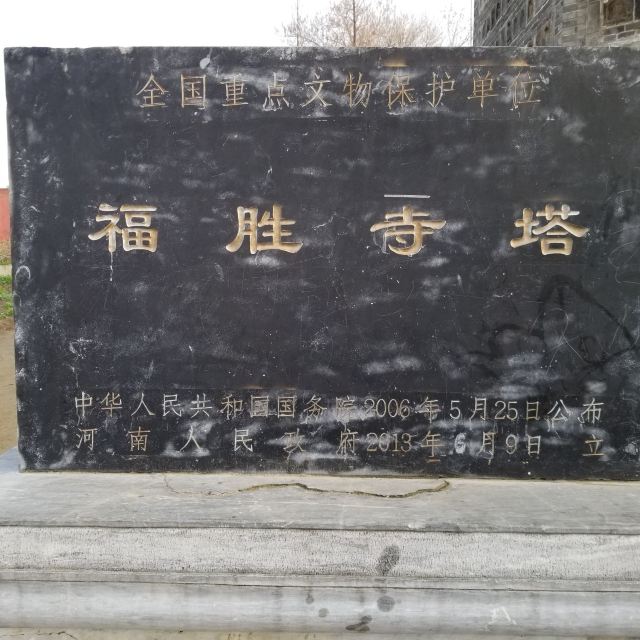 全国重点文物保护单位
福胜寺塔
中华人民共和国国务院2006年5月25日公布
河南人民政府2013年6月9日立